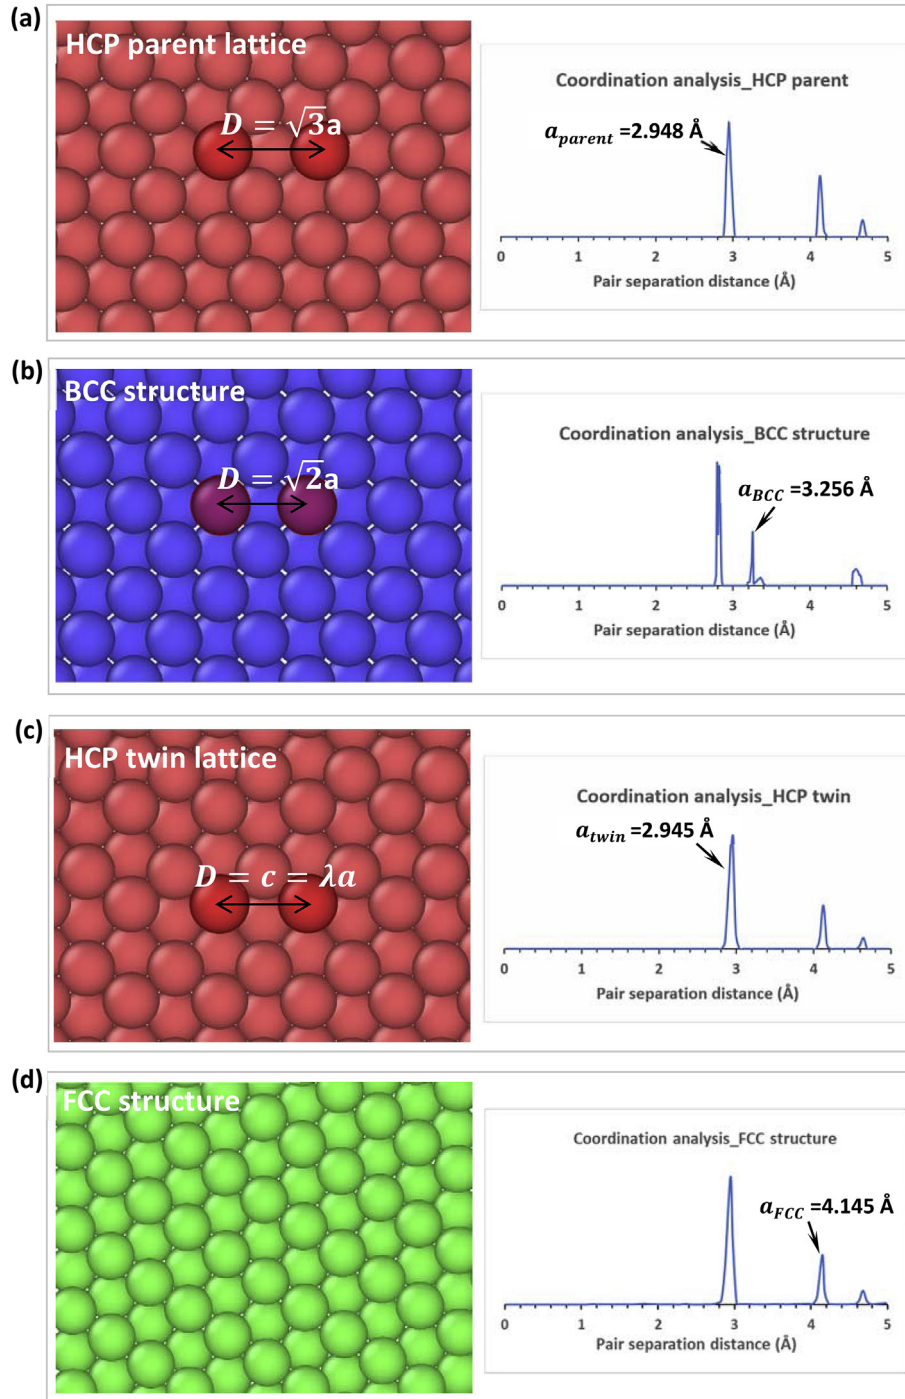 (a)
HCP parent lattice
D = √3a
Coordination analysis_HCP parent
a_parent =2.948 Å
0 1 2 3 4 5
Pair separation distance (Å)
(b)
BCC structure
D = √2a
Coordination analysis_BCC structure
a_BCC =3.256 Å
0 1 2 3 4 5
Pair separation distance (Å)
(c)
HCP twin lattice
D = c = λa
Coordination analysis_HCP twin
a_twin =2.945 Å
0 1 2 3 4 5
Pair separation distance (Å)
(d)
FCC structure
Coordination analysis_FCC structure
a_FCC =4.145 Å
0 1 2 3 4 5
Pair separation distance (Å)